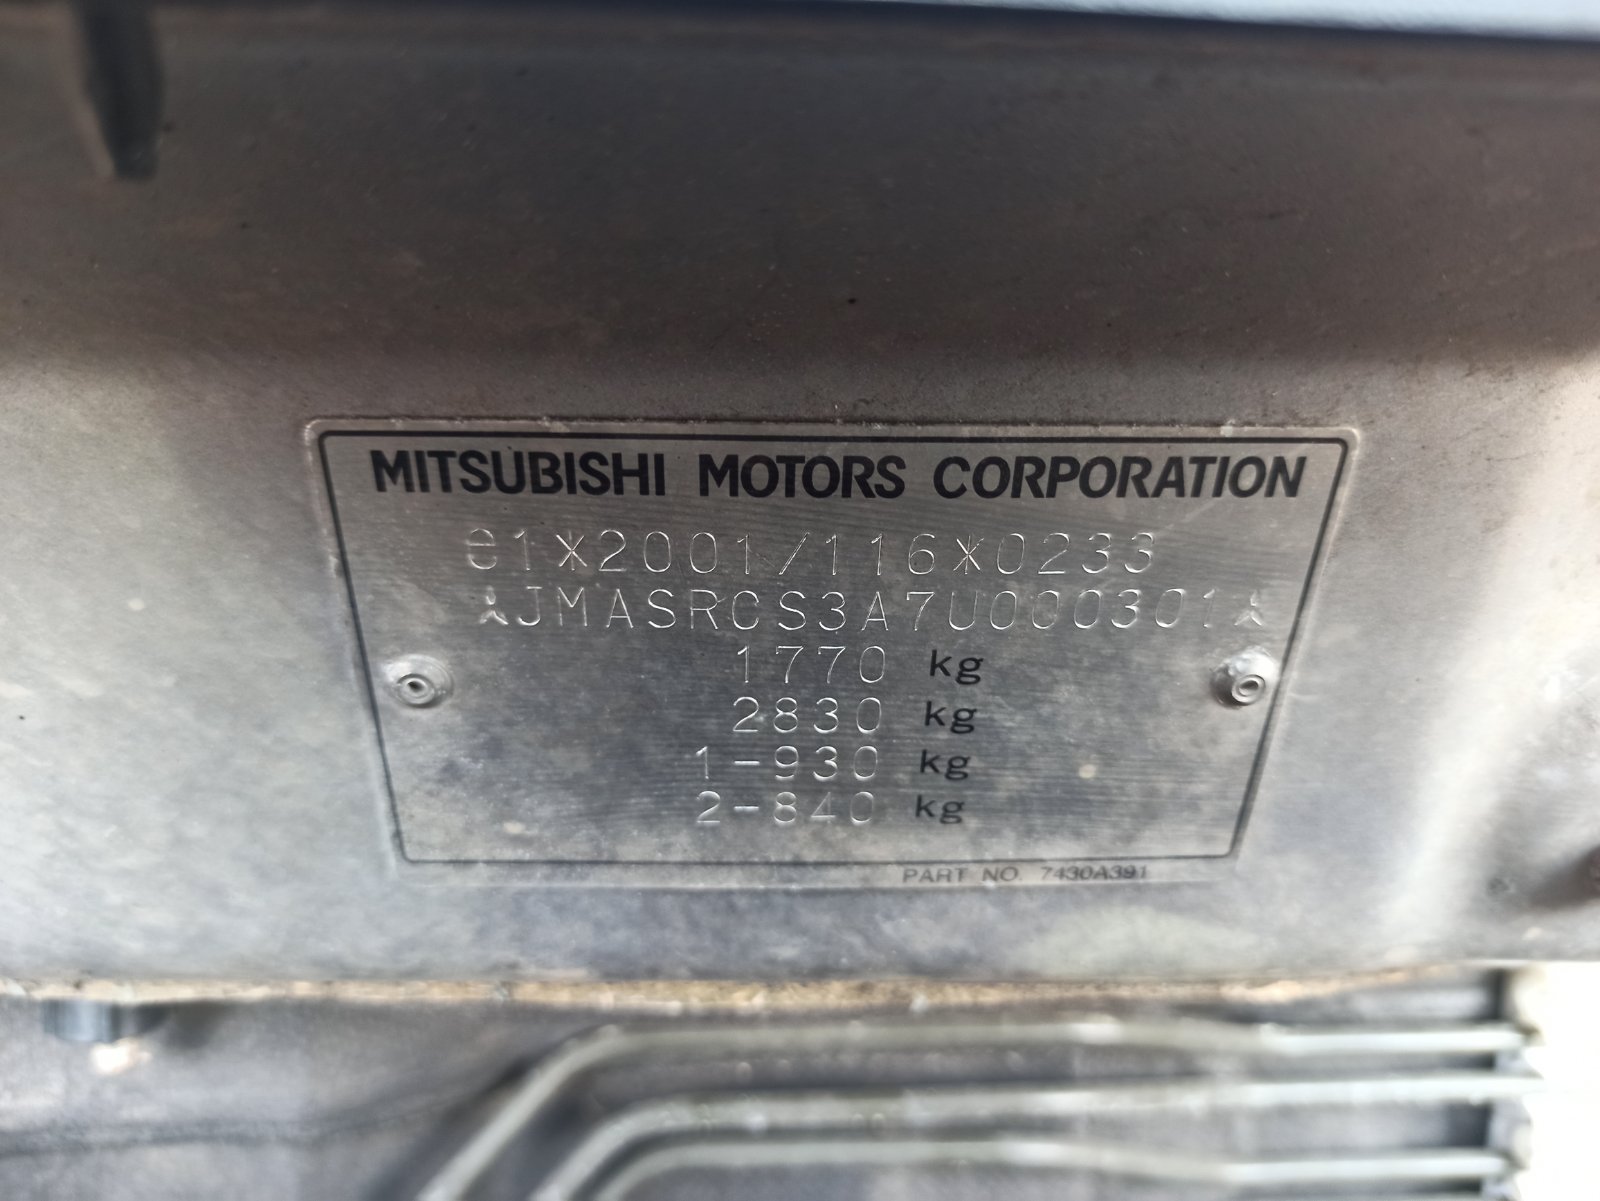 MITSUBISHI MOTORS CORPORATION
e1*2001/116*0233
JMASRCS3A7U000301
1770 kg
2830 kg
1-930 kg
2-840 kg
PART NO. 7430A391